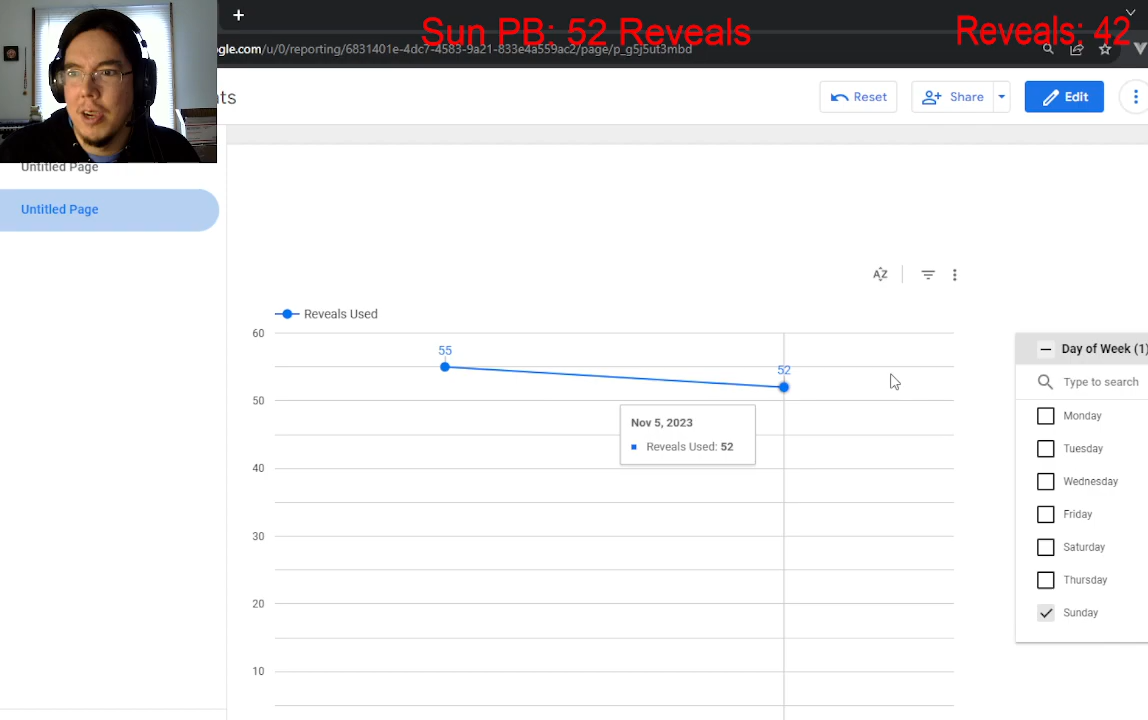 Sun PB: 52 Reveals
Reveals: 42
gle.com/u/0/reporting/6831401e-4dc7-4583-9a21-833e4a559ac2/page/p_g5j5ut3mbd
nts
Reset
Share
Edit
Untitled Page
Untitled Page
AZ
Reveals Used
60
50
40
30
20
10
55
52
Nov 5, 2023
Reveals Used: 52
Day of Week (1)
Type to search
Monday
Tuesday
Wednesday
Friday
Saturday
Thursday
Sunday